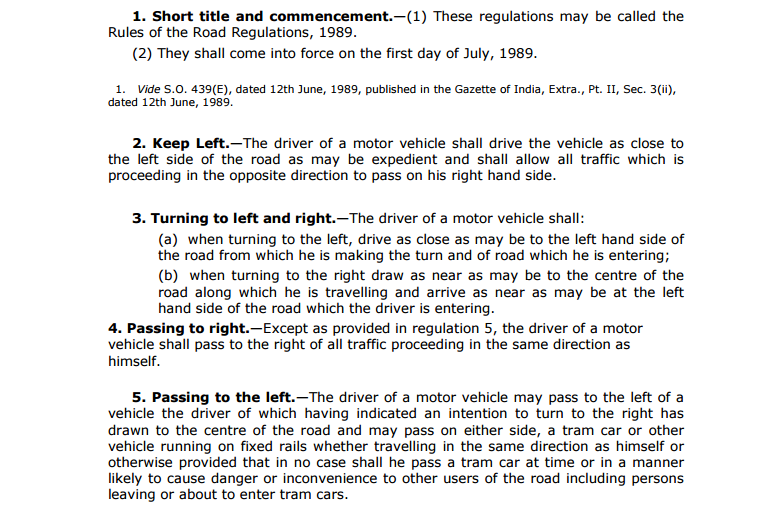 1. Short title and commencement.—(1) These regulations may be called the
Rules of the Road Regulations, 1989.
(2) They shall come into force on the first day of July, 1989.
1. Vide S.O. 439(E), dated 12th June, 1989, published in the Gazette of India, Extra., Pt. II, Sec. 3(ii),
dated 12th June, 1989.
2. Keep Left.—The driver of a motor vehicle shall drive the vehicle as close to
the left side of the road as may be expedient and shall allow all traffic which is
proceeding in the opposite direction to pass on his right hand side.
3. Turning to left and right.—The driver of a motor vehicle shall:
(a) when turning to the left, drive as close as may be to the left hand side of
the road from which he is making the turn and of road which he is entering;
(b) when turning to the right draw as near as may be to the centre of the
road along which he is travelling and arrive as near as may be at the left
hand side of the road which the driver is entering.
4. Passing to right.—Except as provided in regulation 5, the driver of a motor
vehicle shall pass to the right of all traffic proceeding in the same direction as
himself.
5. Passing to the left.—The driver of a motor vehicle may pass to the left of a
vehicle the driver of which having indicated an intention to turn to the right has
drawn to the centre of the road and may pass on either side, a tram car or other
vehicle running on fixed rails whether travelling in the same direction as himself or
otherwise provided that in no case shall he pass a tram car at time or in a manner
likely to cause danger or inconvenience to other users of the road including persons
leaving or about to enter tram cars.